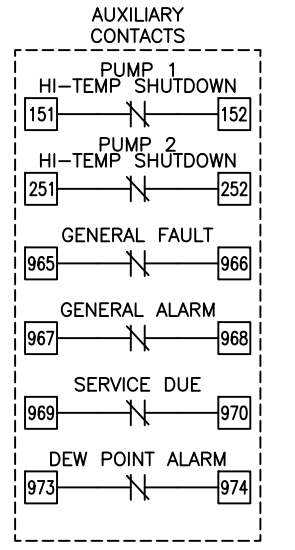 AUXILIARY
CONTACTS
PUMP 1
HI-TEMP SHUTDOWN
151 152
PUMP 2
HI-TEMP SHUTDOWN
251 252
GENERAL FAULT
965 966
GENERAL ALARM
967 968
SERVICE DUE
969 970
DEW POINT ALARM
973 974